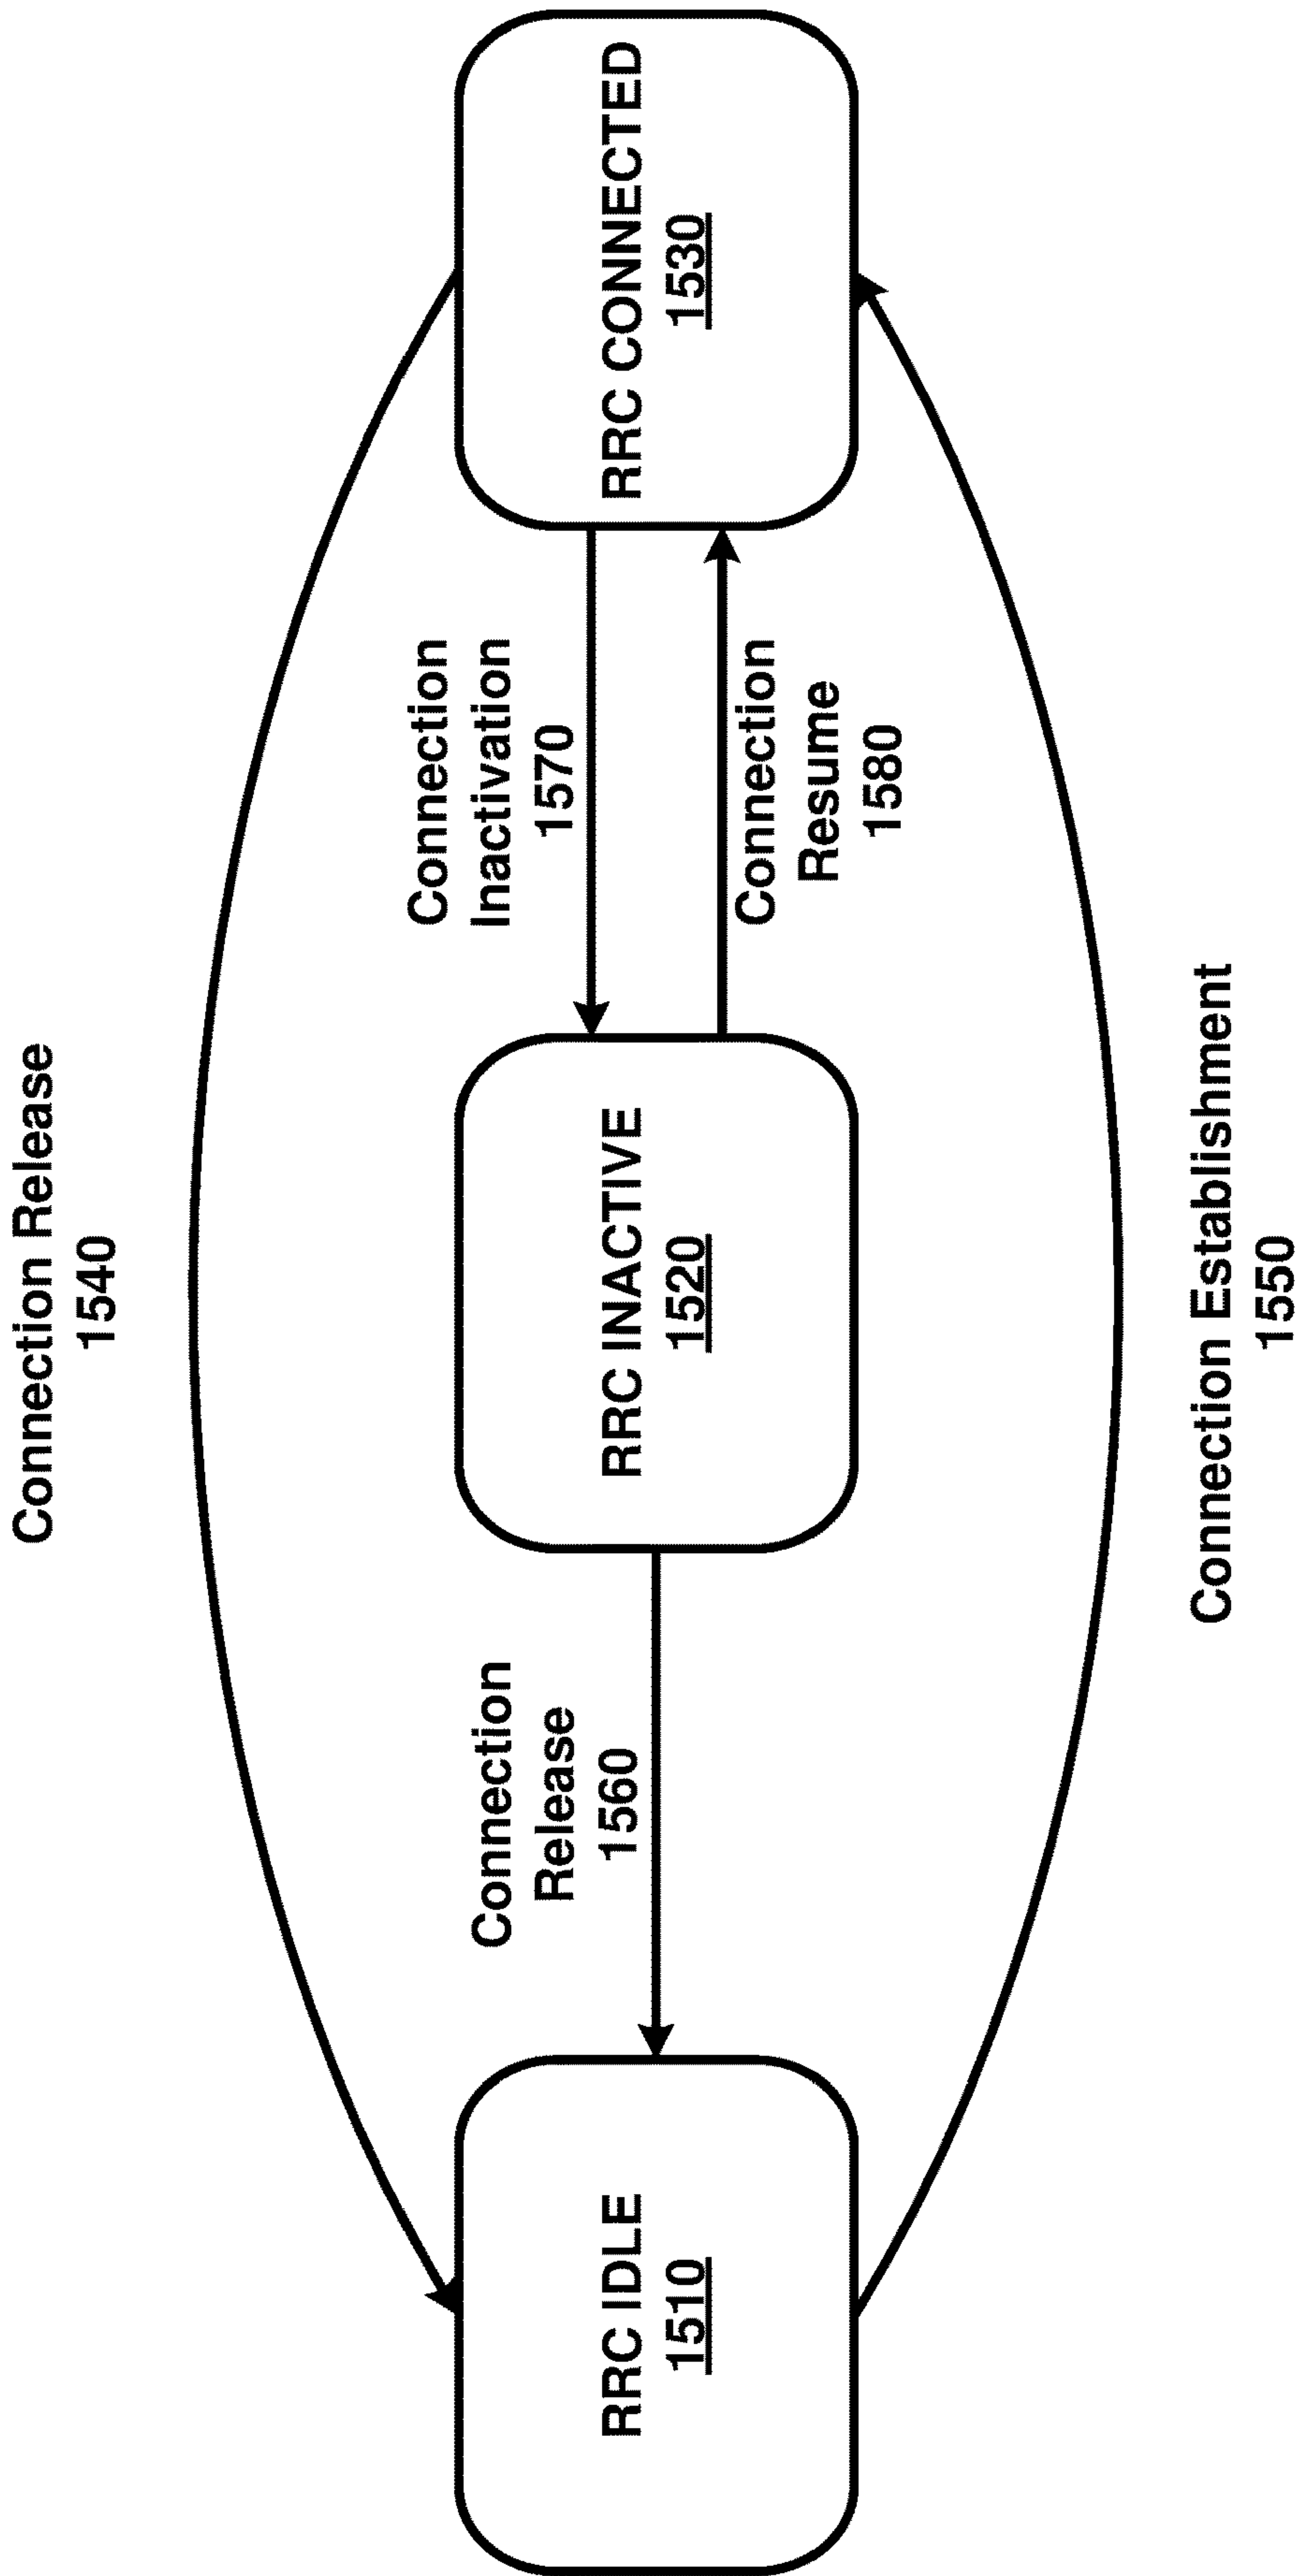 Connection Release
1540
Connection
Inactivation
1570
Connection
Release
1560
RRC IDLE
1510
RRC INACTIVE
1520
RRC CONNECTED
1530
Connection
Resume
1580
Connection Establishment
1550